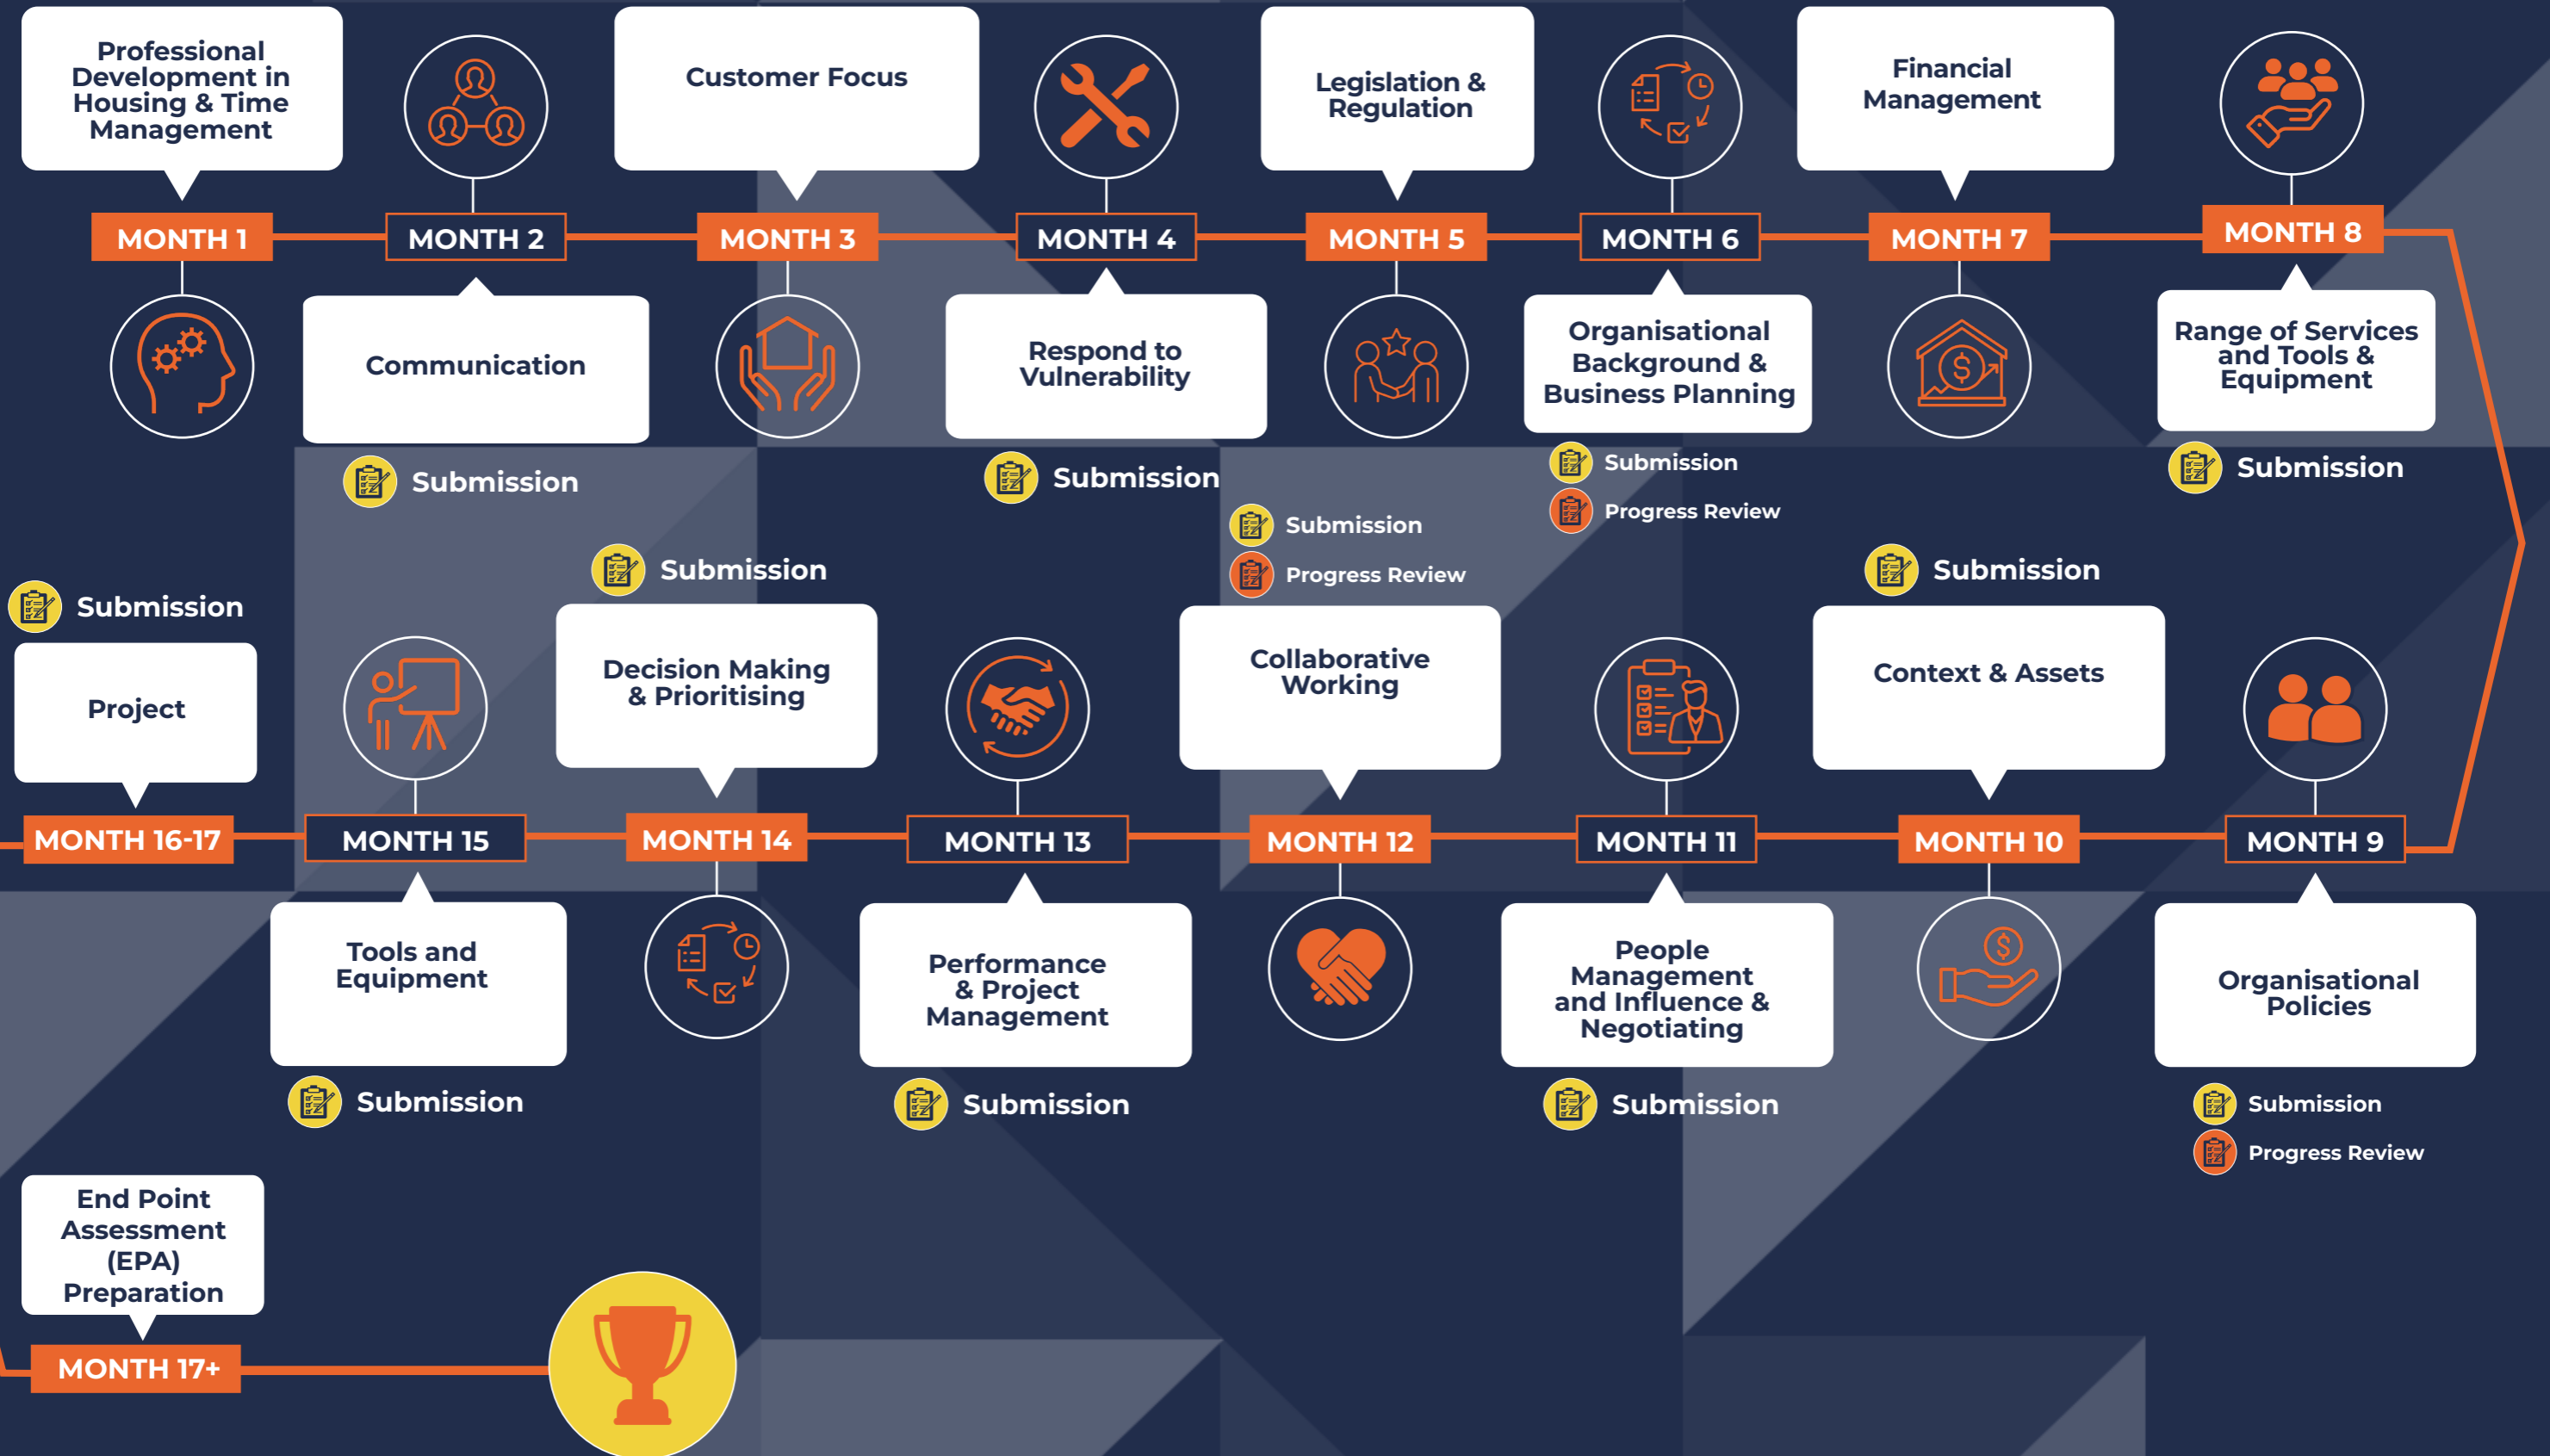 Professional
Development in
Housing & Time
Management
MONTH 1
MONTH 2
Communication
Submission
Customer Focus
MONTH 3
MONTH 4
Respond to
Vulnerability
Submission
Legislation &
Regulation
MONTH 5
MONTH 6
Organisational
Background &
Business Planning
Submission
Progress Review
Financial
Management
MONTH 7
MONTH 8
Range of Services
and Tools &
Equipment
Submission
MONTH 9
Organisational
Policies
Submission
Progress Review
Submission
Context & Assets
MONTH 10
MONTH 11
People
Management
and Influence &
Negotiating
Submission
Submission
Progress Review
Collaborative
Working
MONTH 12
MONTH 13
Performance
& Project
Management
Submission
Submission
Decision Making
& Prioritising
MONTH 14
MONTH 15
Tools and
Equipment
Submission
Submission
Project
MONTH 16-17
End Point
Assessment
(EPA)
Preparation
MONTH 17+